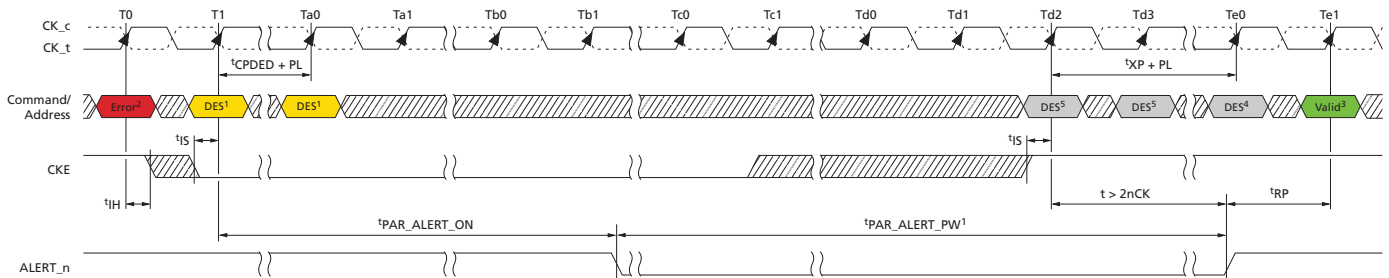 T0 T1 Ta0 Ta1 Tb0 Tb1 Tc0 Tc1 Td0 Td1 Td2 Td3 Te0 Te1
CK_c
CK_t
tCPDED + PL
tXP + PL
Command/
Address
Error2
DES1
DES1
DES5
DES5
DES4
Valid3
tIS
tIS
CKE
tIH
t > 2nCK
tRP
tPAR_ALERT_ON
tPAR_ALERT_PW1
ALERT_n